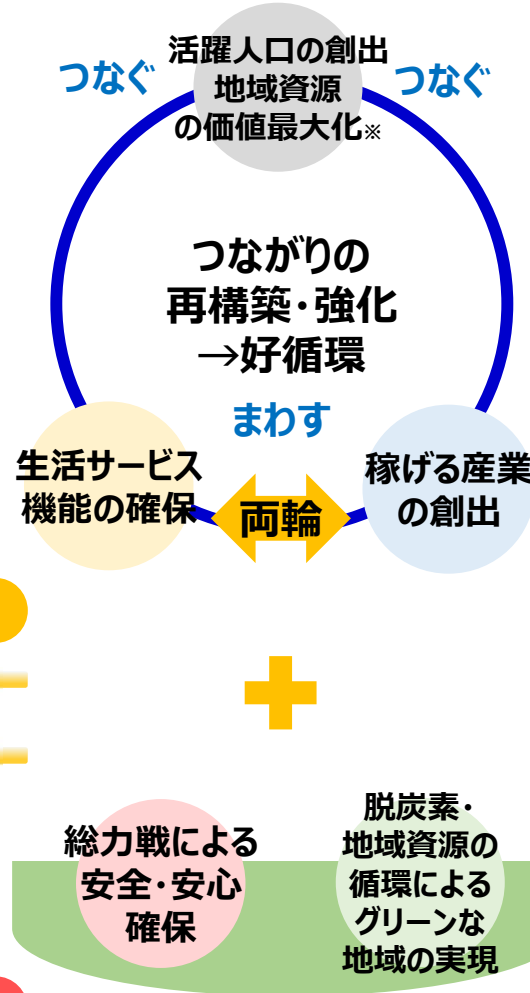 活躍人口の創出
地域資源
の価値最大化※
つなぐ
つなぐ
つながりの
再構築・強化
→好循環
まわす
生活サービス
機能の確保
両輪
稼げる産業
の創出
総力戦による
安全・安心
確保
脱炭素・
地域資源の
循環による
グリーンな
地域の実現